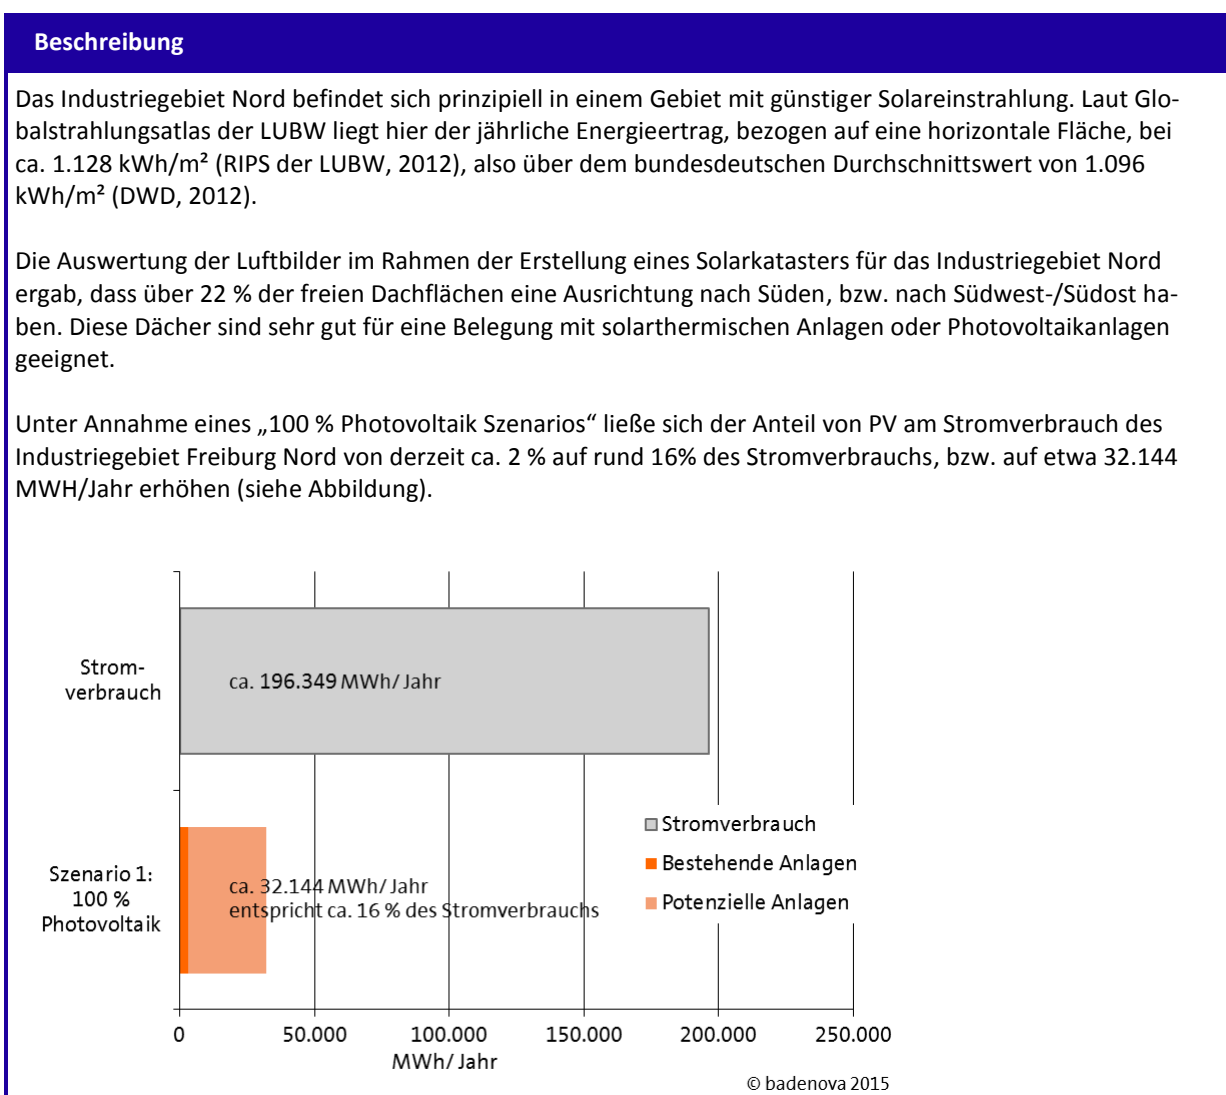 Beschreibung
Das Industriegebiet Nord befindet sich prinzipiell in einem Gebiet mit günstiger Solareinstrahlung. Laut Glo-
balstrahlungsatlas der LUBW liegt hier der jährliche Energieertrag, bezogen auf eine horizontale Fläche, bei
ca. 1.128 kWh/m² (RIPS der LUBW, 2012), also über dem bundesdeutschen Durchschnittswert von 1.096
kWh/m² (DWD, 2012).
Die Auswertung der Luftbilder im Rahmen der Erstellung eines Solarkatasters für das Industriegebiet Nord
ergab, dass über 22 % der freien Dachflächen eine Ausrichtung nach Süden, bzw. nach Südwest-/Südost ha-
ben. Diese Dächer sind sehr gut für eine Belegung mit solarthermischen Anlagen oder Photovoltaikanlagen
geeignet.
Unter Annahme eines „100 % Photovoltaik Szenarios“ ließe sich der Anteil von PV am Stromverbrauch des
Industriegebiet Freiburg Nord von derzeit ca. 2 % auf rund 16% des Stromverbrauchs, bzw. auf etwa 32.144
MWH/Jahr erhöhen (siehe Abbildung).
Strom-
verbrauch
ca. 196.349 MWh/Jahr
Stromverbrauch
Bestehende Anlagen
Potenzielle Anlagen
Szenario 1:
100 %
Photovoltaik
ca. 32.144 MWh/Jahr
entspricht ca. 16 % des Stromverbrauchs
0 50.000 100.000 150.000 200.000 250.000
MWh/Jahr
© badenova 2015